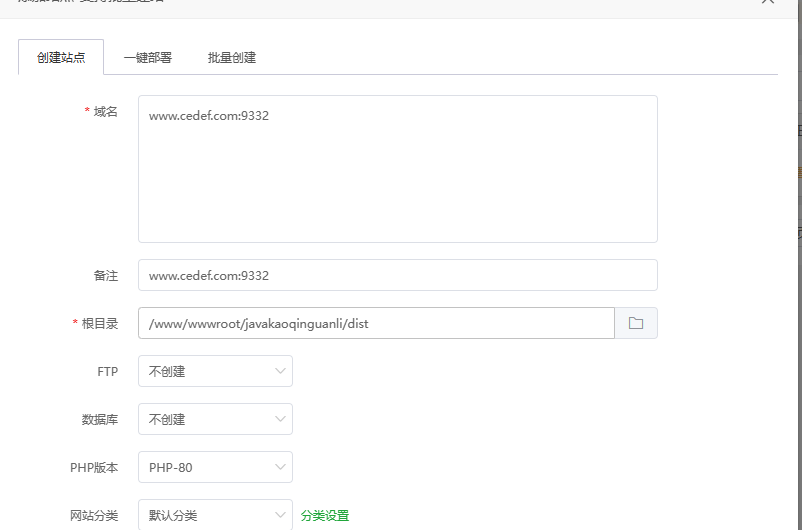 创建站点 一键部署 批量创建
* 域名 www.cedef.com:9332
备注 www.cedef.com:9332
* 根目录 /www/wwwroot/javakaoqinguanli/dist
FTP 不创建
数据库 不创建
PHP版本 PHP-80
网站分类 默认分类 分类设置